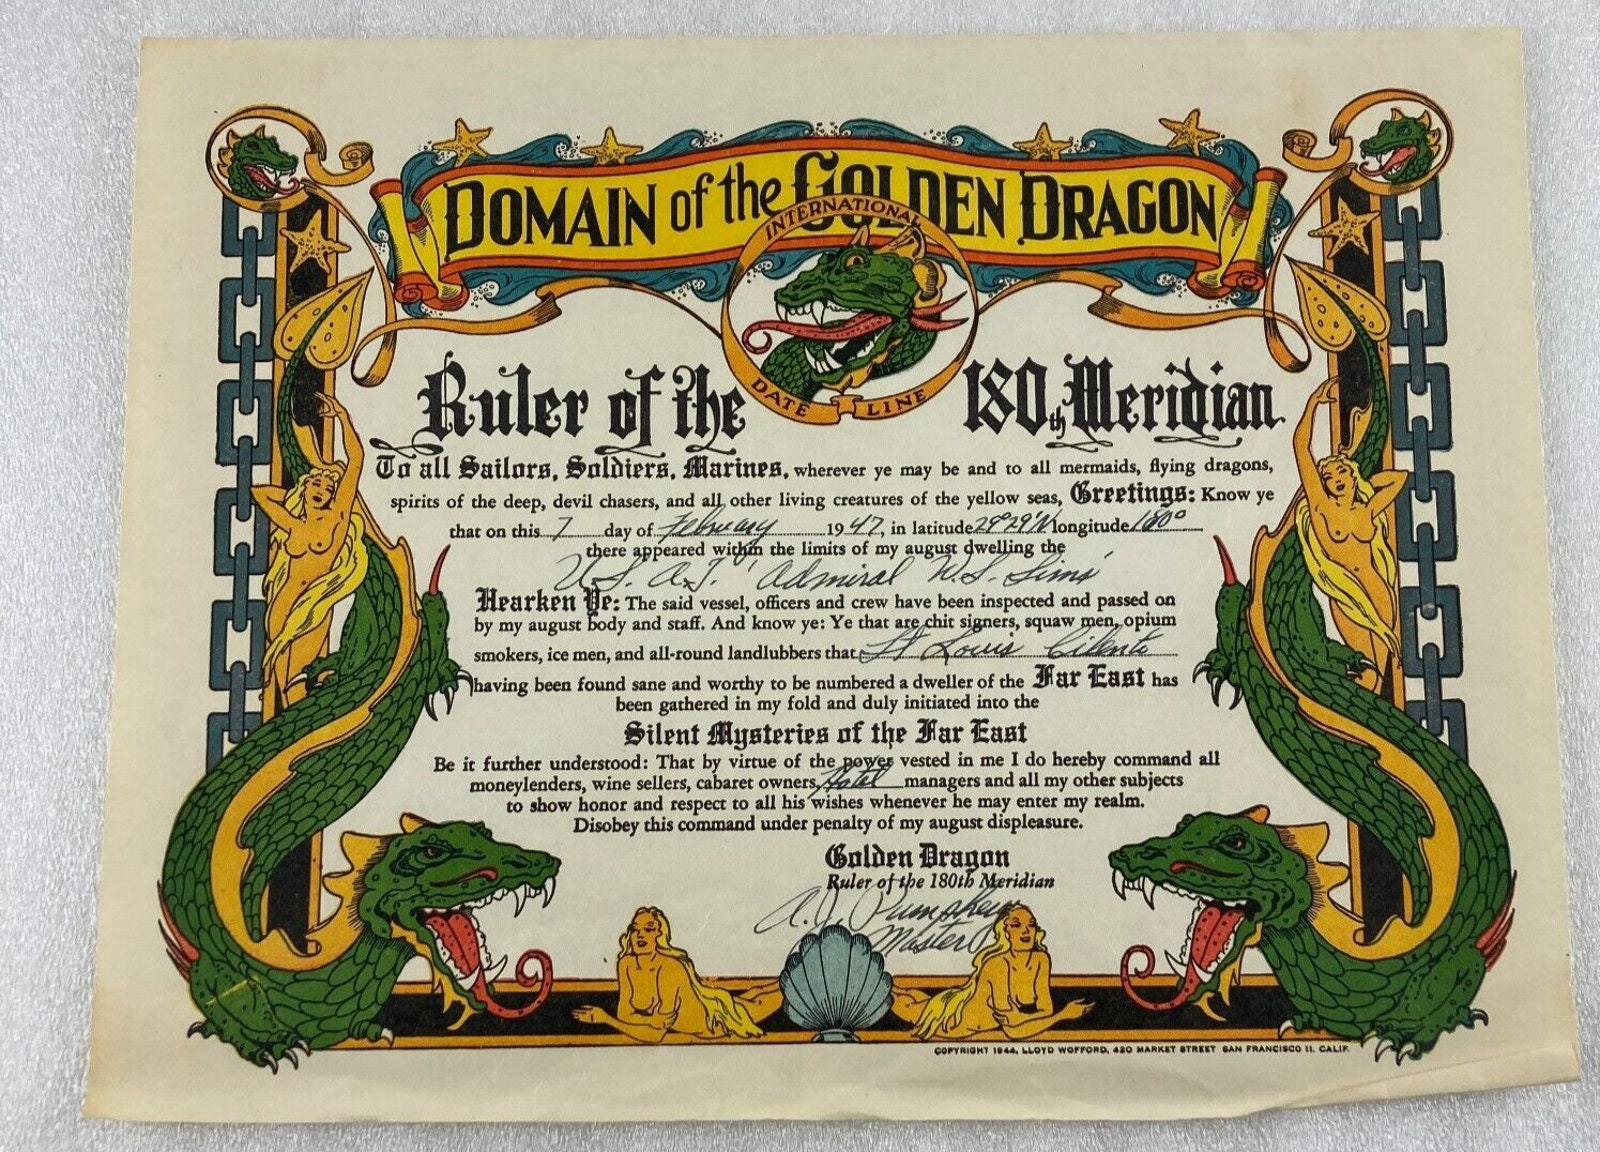 DOMAIN of the GOLDEN DRAGON
INTERNATIONAL
DATE LINE
Ruler of the 180th Meridian
To all Sailors, Soldiers, Marines, wherever ye may be and to all mermaids, flying dragons,
spirits of the deep, devil chasers, and all other living creatures of the yellow seas, Greetings: Know ye
that on this 7 day of February 1947, in latitude 29°29'N longitude 180°
there appeared within the limits of my august dwelling the
U.S.A.T. "Admiral W.S. Sims"
Hearken Ye: The said vessel, officers and crew have been inspected and passed on
by my august body and staff. And know ye: Ye that are chit signers, squaw men, opium
smokers, ice men, and all-round landlubbers that Lt Louis Cilento
having been found sane and worthy to be numbered a dweller of the Far East has
been gathered in my fold and duly initiated into the
Silent Mysteries of the Far East
Be it further understood: That by virtue of the power vested in me I do hereby command all
moneylenders, wine sellers, cabaret owners, Hotel managers and all my other subjects
to show honor and respect to all his wishes whenever he may enter my realm.
Disobey this command under penalty of my august displeasure.
Golden Dragon
Ruler of the 180th Meridian
A.J. Pumphrey
Master
COPYRIGHT 1944, LLOYD WOFFORD, 420 MARKET STREET SAN FRANCISCO 11, CALIF.